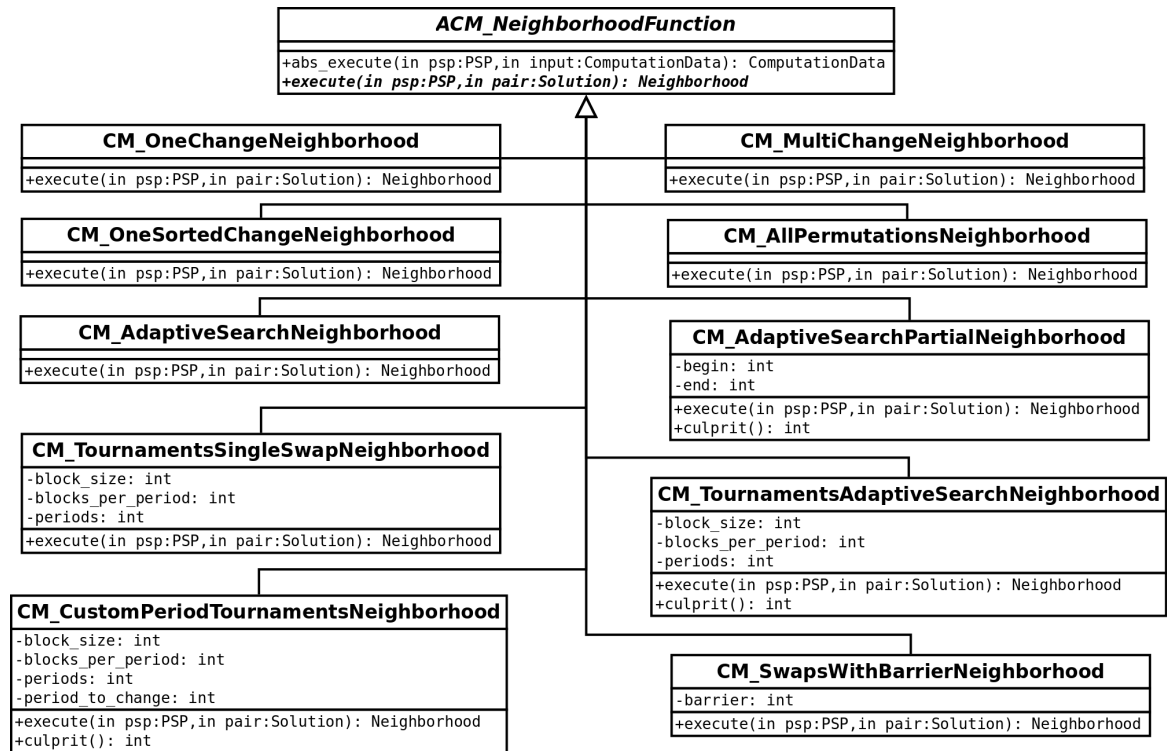 ACM_NeighborhoodFunction
+abs_execute(in psp:PSP,in input:ComputationData): ComputationData
+execute(in psp:PSP,in pair:Solution): Neighborhood
CM_OneChangeNeighborhood
+execute(in psp:PSP,in pair:Solution): Neighborhood
CM_MultiChangeNeighborhood
+execute(in psp:PSP,in pair:Solution): Neighborhood
CM_OneSortedChangeNeighborhood
+execute(in psp:PSP,in pair:Solution): Neighborhood
CM_AllPermutationsNeighborhood
+execute(in psp:PSP,in pair:Solution): Neighborhood
CM_AdaptiveSearchNeighborhood
+execute(in psp:PSP,in pair:Solution): Neighborhood
CM_AdaptiveSearchPartialNeighborhood
-begin: int
-end: int
+execute(in psp:PSP,in pair:Solution): Neighborhood
+culprit(): int
CM_TournamentsSingleSwapNeighborhood
-block_size: int
-blocks_per_period: int
-periods: int
+execute(in psp:PSP,in pair:Solution): Neighborhood
CM_TournamentsAdaptiveSearchNeighborhood
-block_size: int
-blocks_per_period: int
-periods: int
+execute(in psp:PSP,in pair:Solution): Neighborhood
+culprit(): int
CM_CustomPeriodTournamentsNeighborhood
-block_size: int
-blocks_per_period: int
-periods: int
-period_to_change: int
+execute(in psp:PSP,in pair:Solution): Neighborhood
+culprit(): int
CM_SwapsWithBarrierNeighborhood
-barrier: int
+execute(in psp:PSP,in pair:Solution): Neighborhood